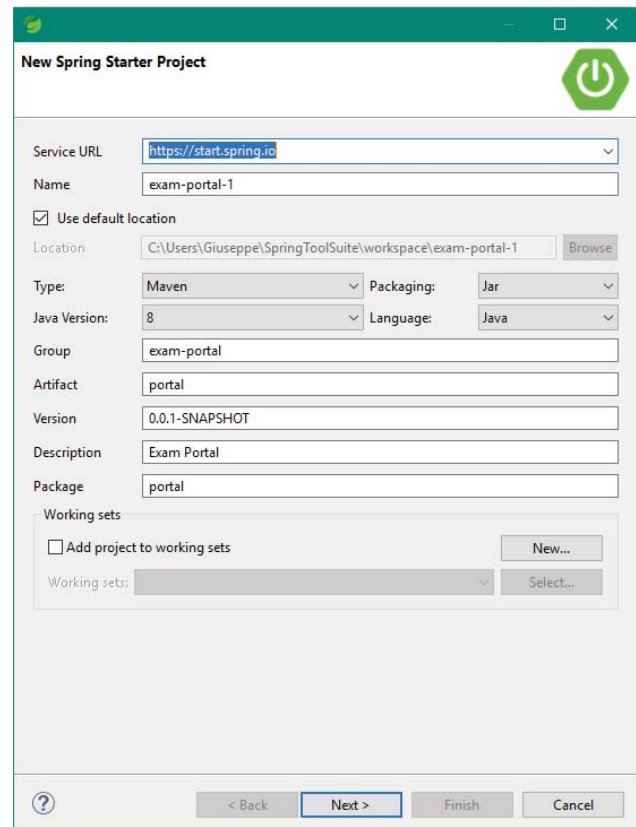 New Spring Starter Project
Service URL https://start.spring.io
Name exam-portal-1
Use default location
Location C:\Users\Giuseppe\SpringToolSuite\workspace\exam-portal-1 Browse
Type: Maven Packaging: Jar
Java Version: 8 Language: Java
Group exam-portal
Artifact portal
Version 0.0.1-SNAPSHOT
Description Exam Portal
Package portal
Working sets
Add project to working sets New...
Working sets: Select...
? < Back Next > Finish Cancel